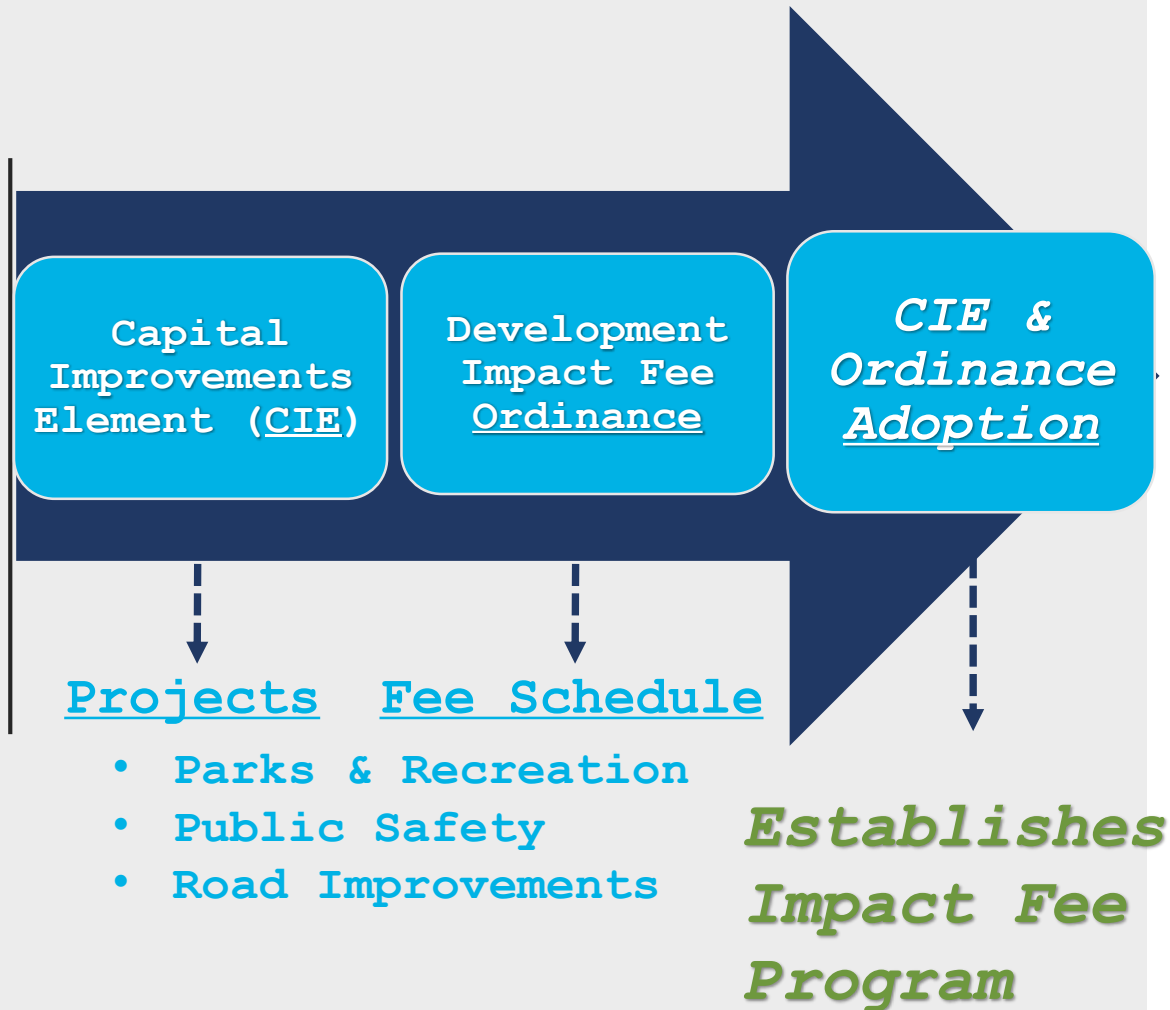 Capital
Improvements
Element (CIE)
Development
Impact Fee
Ordinance
CIE &
Ordinance
Adoption
Projects
Fee Schedule
• Parks & Recreation
• Public Safety
• Road Improvements
Establishes
Impact Fee
Program